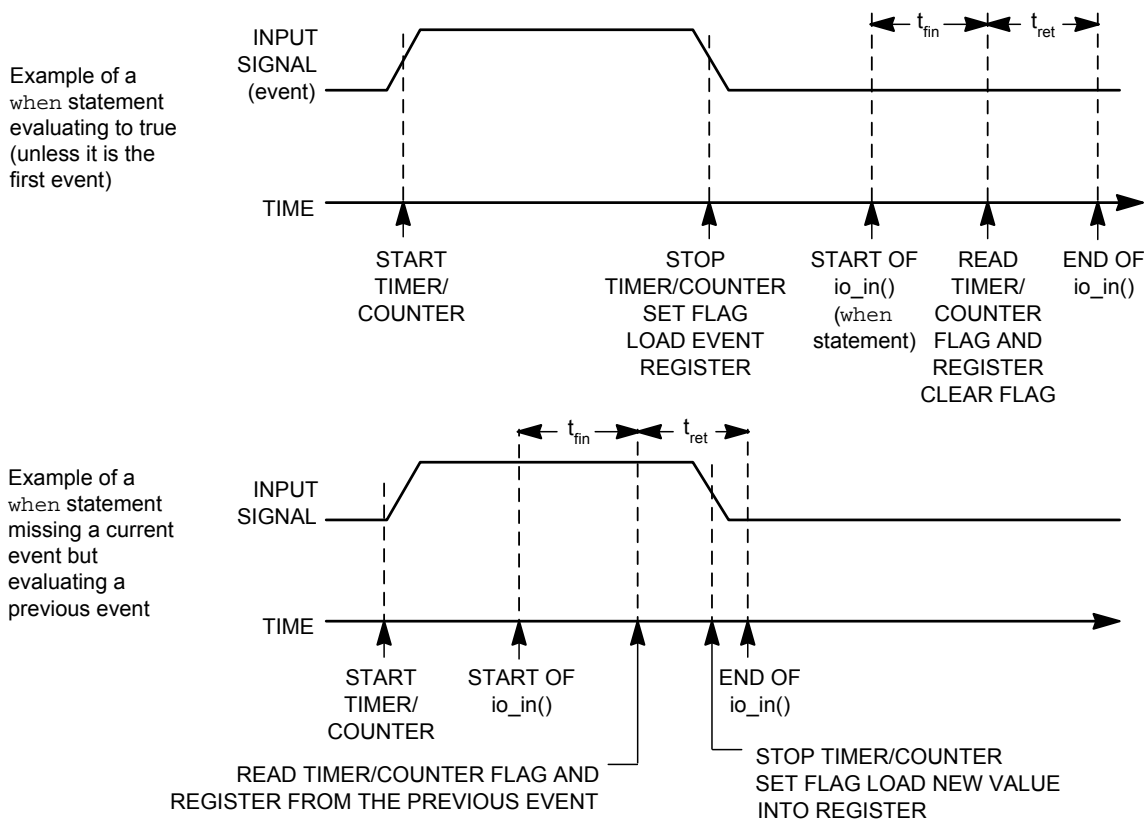 Example of a
when statement
evaluating to true
(unless it is the
first event)
INPUT
SIGNAL
(event)
t_fin
t_ret
TIME
START
TIMER/
COUNTER
STOP
TIMER/COUNTER
SET FLAG
LOAD EVENT
REGISTER
START OF
io_in()
(when
statement)
READ
TIMER/
COUNTER
FLAG AND
REGISTER
CLEAR FLAG
END OF
io_in()
Example of a
when statement
missing a current
event but
evaluating a
previous event
INPUT
SIGNAL
t_fin
t_ret
TIME
START
TIMER/
COUNTER
START OF
io_in()
END OF
io_in()
READ TIMER/COUNTER FLAG AND
REGISTER FROM THE PREVIOUS EVENT
STOP TIMER/COUNTER
SET FLAG LOAD NEW VALUE
INTO REGISTER